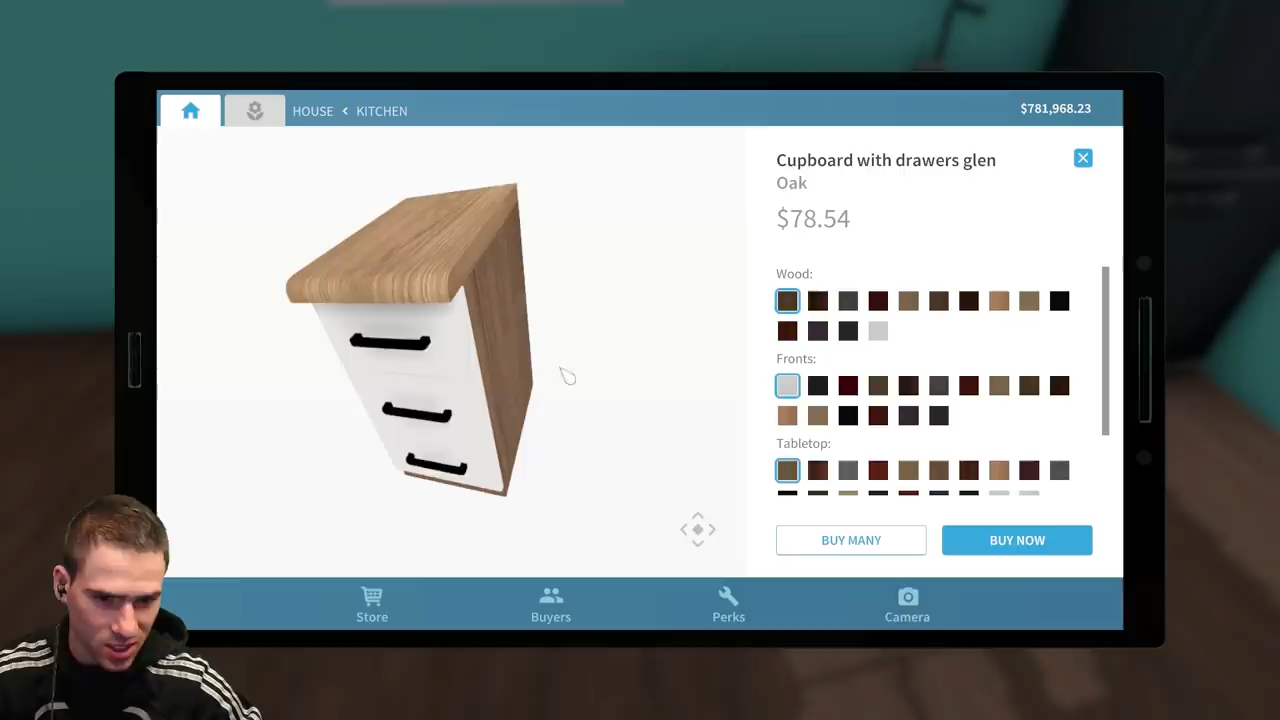 HOUSE < KITCHEN
$781,968.23
Cupboard with drawers glen
Oak
$78.54
Wood:
Fronts:
Tabletop:
BUY MANY
BUY NOW
Store
Buyers
Perks
Camera